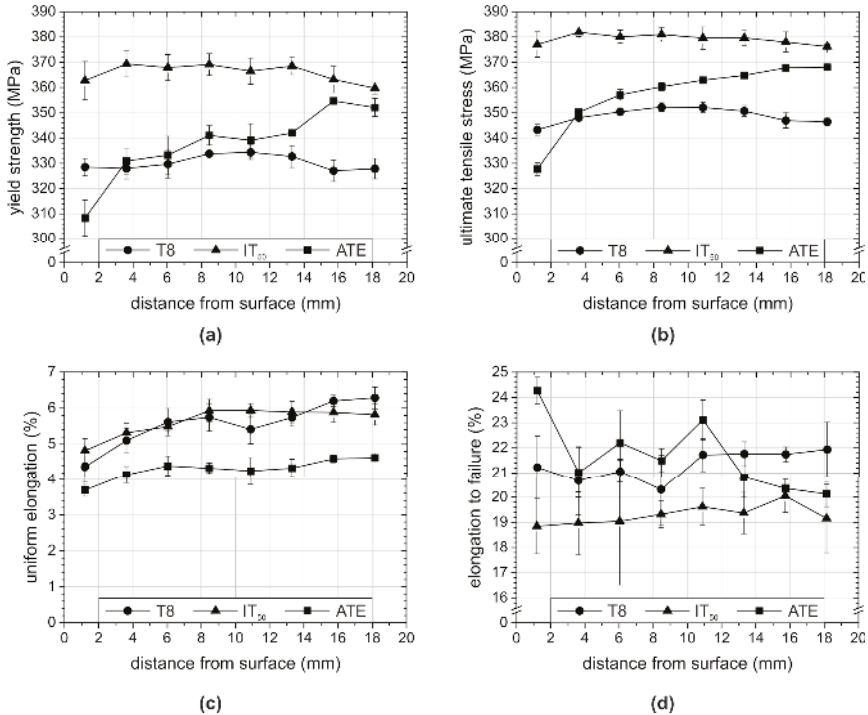 390
380
370
360
350
340
330
320
310
300
0
yield strength (MPa)
T8 IT60 ATE
0 2 4 6 8 10 12 14 16 18 20
distance from surface (mm)
(a)
390
380
370
360
350
340
330
320
310
300
0
ultimate tensile stress (MPa)
T8 IT60 ATE
0 2 4 6 8 10 12 14 16 18 20
distance from surface (mm)
(b)
7
6
5
4
3
2
1
0
uniform elongation (%)
T8 IT60 ATE
0 2 4 6 8 10 12 14 16 18 20
distance from surface (mm)
(c)
25
24
23
22
21
20
19
18
17
16
0
elongation to failure (%)
T8 IT60 ATE
0 2 4 6 8 10 12 14 16 18 20
distance from surface (mm)
(d)